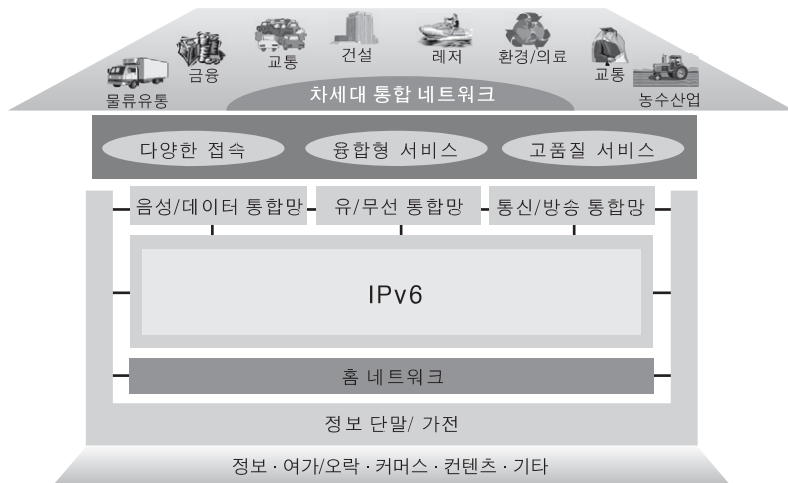 물류유통 금융 교통 건설 레저 환경/의료 교통 농수산업
차세대 통합 네트워크
다양한 접속 융합형 서비스 고품질 서비스
음성/데이터 통합망 유/무선 통합망 통신/방송 통합망
IPv6
홈 네트워크
정보 단말/ 가전
정보 · 여가/오락 · 커머스 · 컨텐츠 · 기타